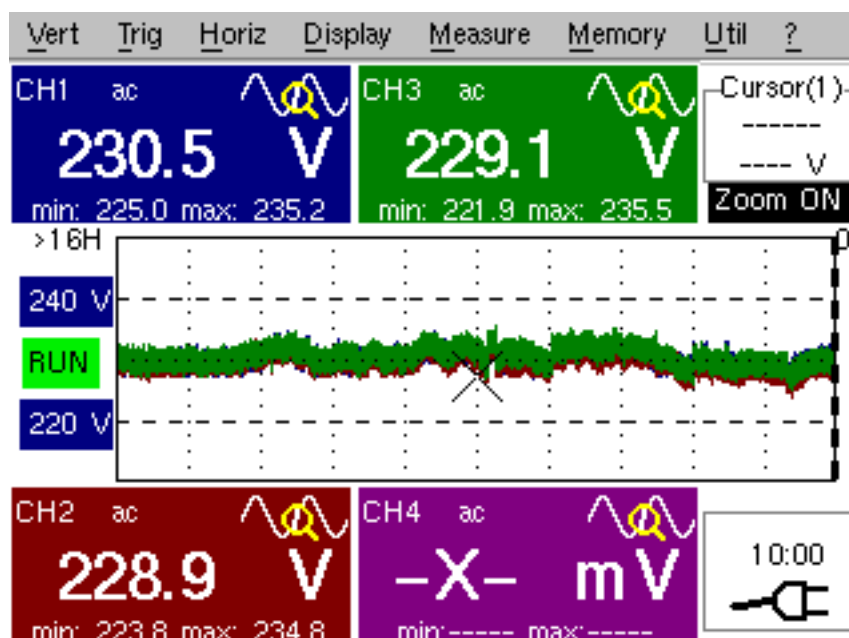 Vert Trig Horiz Display Measure Memory Util ?
CH1 ac
230.5 V
min: 225.0 max: 235.2
CH3 ac
229.1 V
min: 221.9 max: 235.5
Cursor(1)
------
---- V
Zoom ON
>16H 0
240 V
RUN
220 V
CH2 ac
228.9 V
min: 223.8 max: 234.8
CH4 ac
-X- mV
min:----- max:-----
10:00